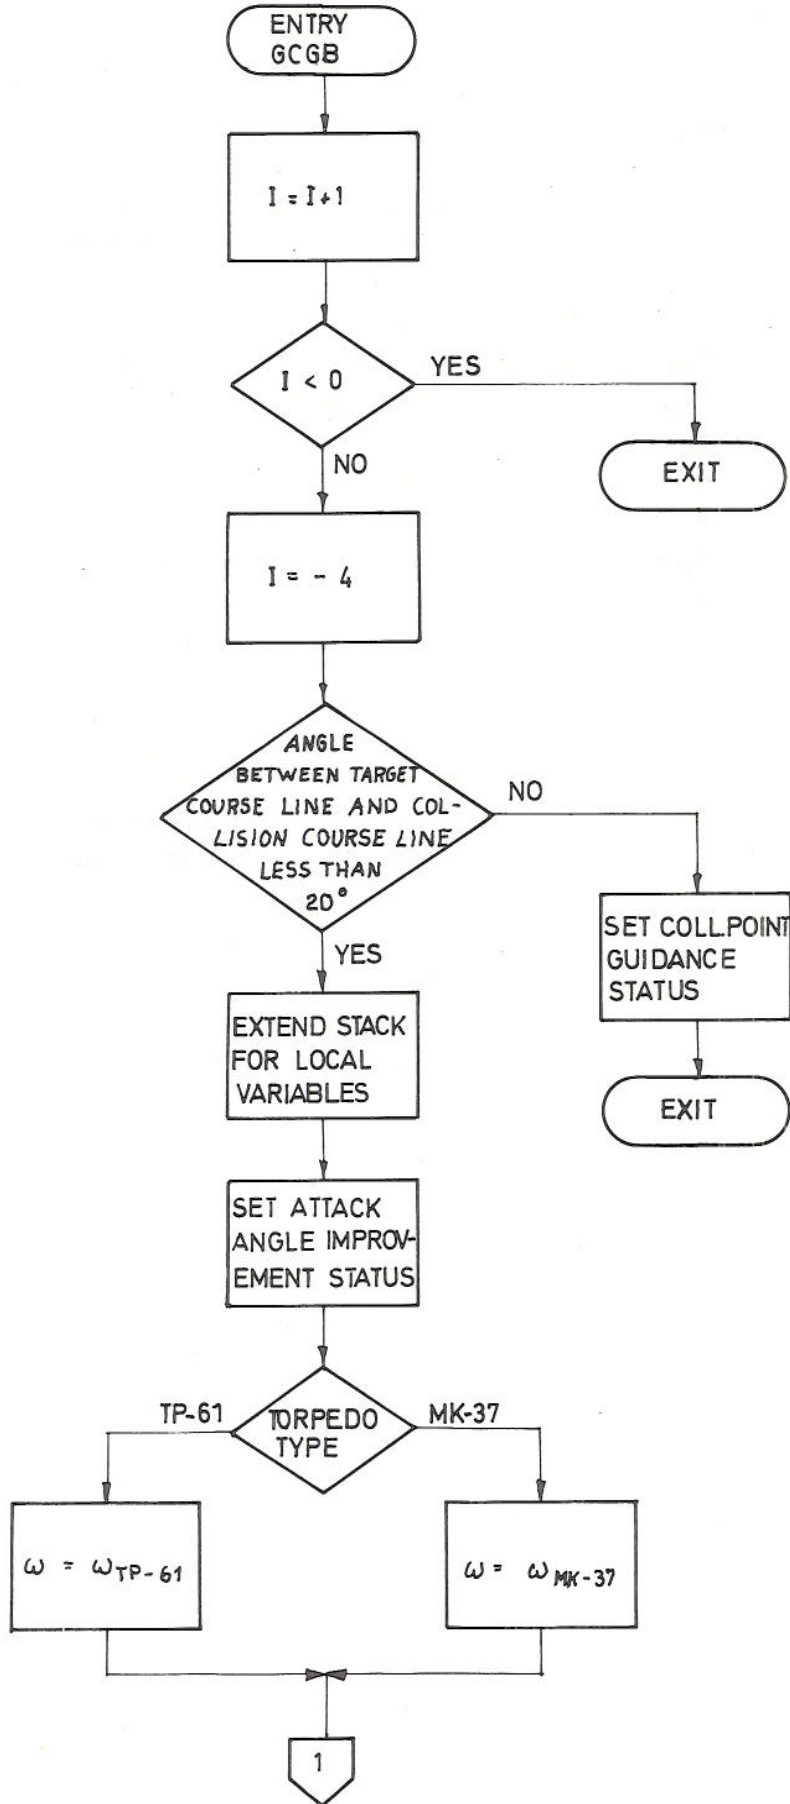 ENTRY
GCGB
I = I+1
I < 0
YES
EXIT
NO
I = - 4
ANGLE
BETWEEN TARGET
COURSE LINE AND COL-
LISION COURSE LINE
LESS THAN
20°
NO
SET COLL.POINT
GUIDANCE
STATUS
EXIT
YES
EXTEND STACK
FOR LOCAL
VARIABLES
SET ATTACK
ANGLE IMPROV-
EMENT STATUS
TP-61
TORPEDO
TYPE
MK-37
ω = ωTP-61
ω = ωMK-37
1